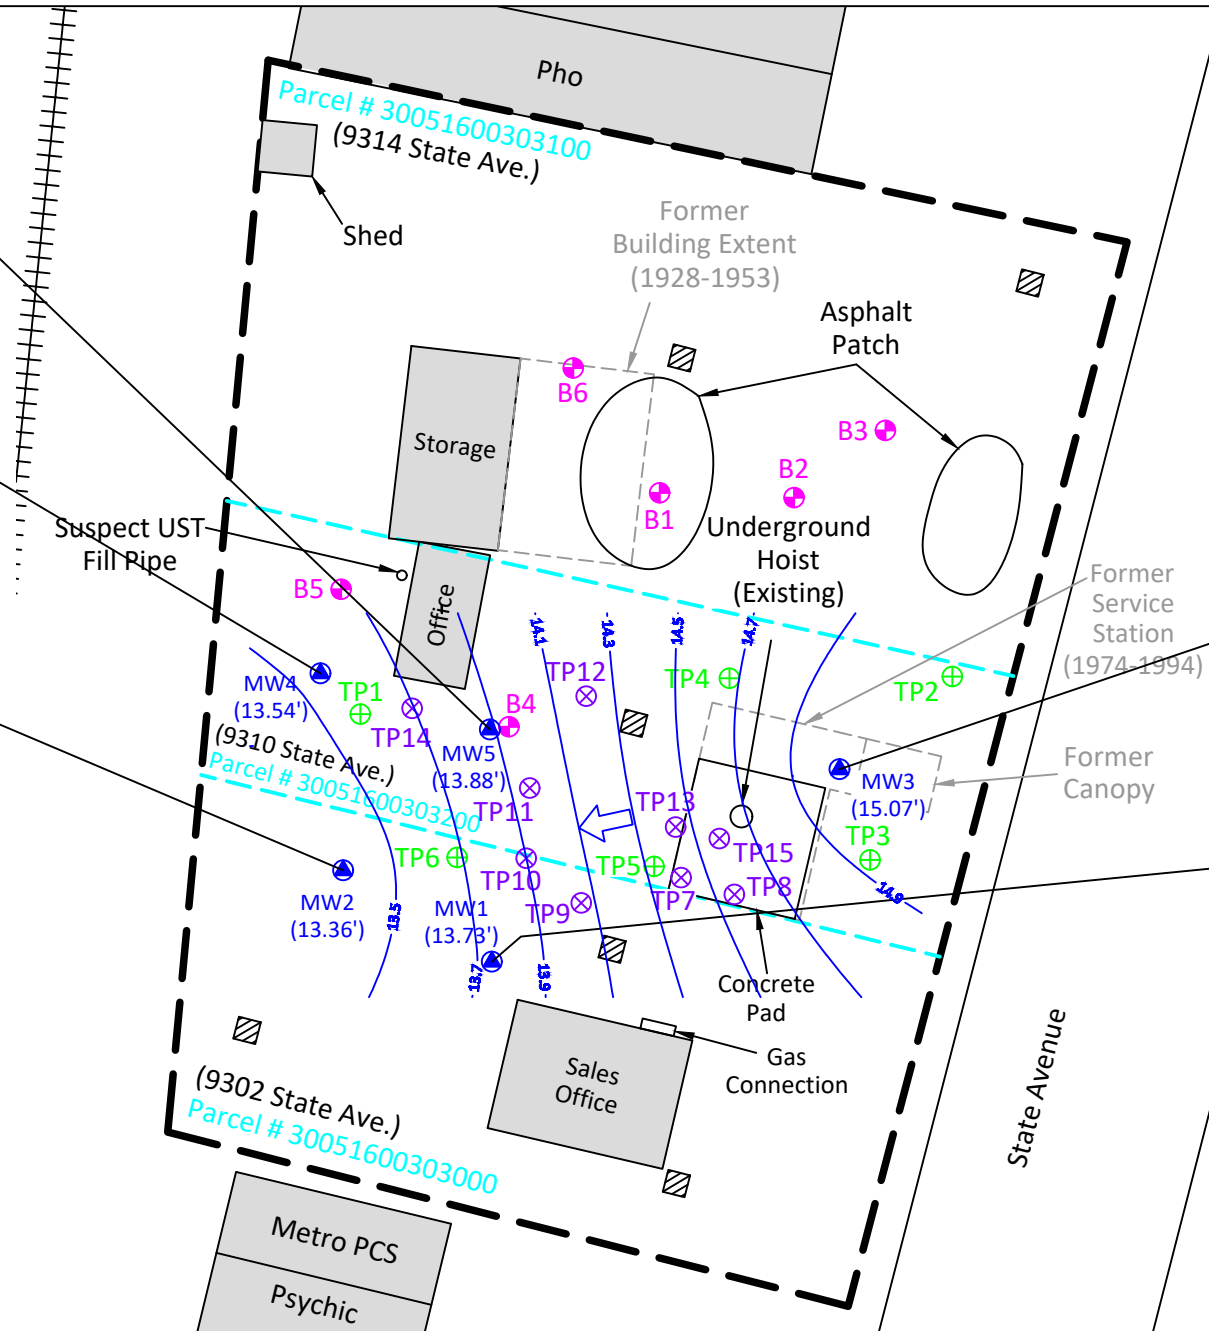 Pho
Parcel # 30051600303100
(9314 State Ave.)
Shed
Former
Building Extent
(1928-1953)
Asphalt
Patch
B6
B3
Storage
B2
B1
Suspect UST
Fill Pipe
Underground
Hoist
(Existing)
B5
Office
Former
Service
Station
(1974-1994)
14.1
14.3
14.5
14.7
MW4
(13.54')
TP1
TP14
TP12
TP4
TP2
B4
(9310 State Ave.)
Parcel # 30051600303200
MW5
(13.88')
TP11
TP13
MW3
(15.07')
Former
Canopy
TP6
TP10
TP5
TP15
TP3
TP7
TP8
TP9
14.9
MW2
(13.36')
13.5
MW1
(13.73')
13.7
13.9
Concrete
Pad
Gas
Connection
Sales
Office
State Avenue
(9302 State Ave.)
Parcel # 30051600303000
Metro PCS
Psychic